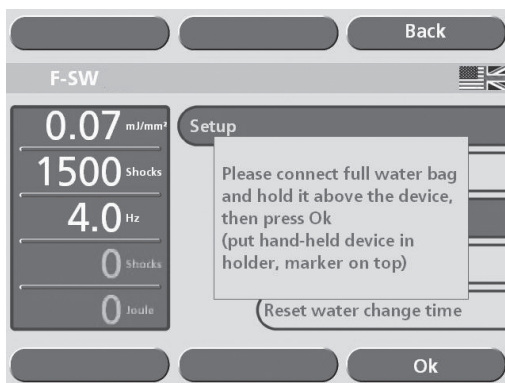 Back
F-SW
0.07 mJ/mm²
1500 Shocks
4.0 Hz
0 Shocks
0 Joule
Setup
Please connect full water bag
and hold it above the device,
then press Ok
(put hand-held device in
holder, marker on top)
Reset water change time
Ok